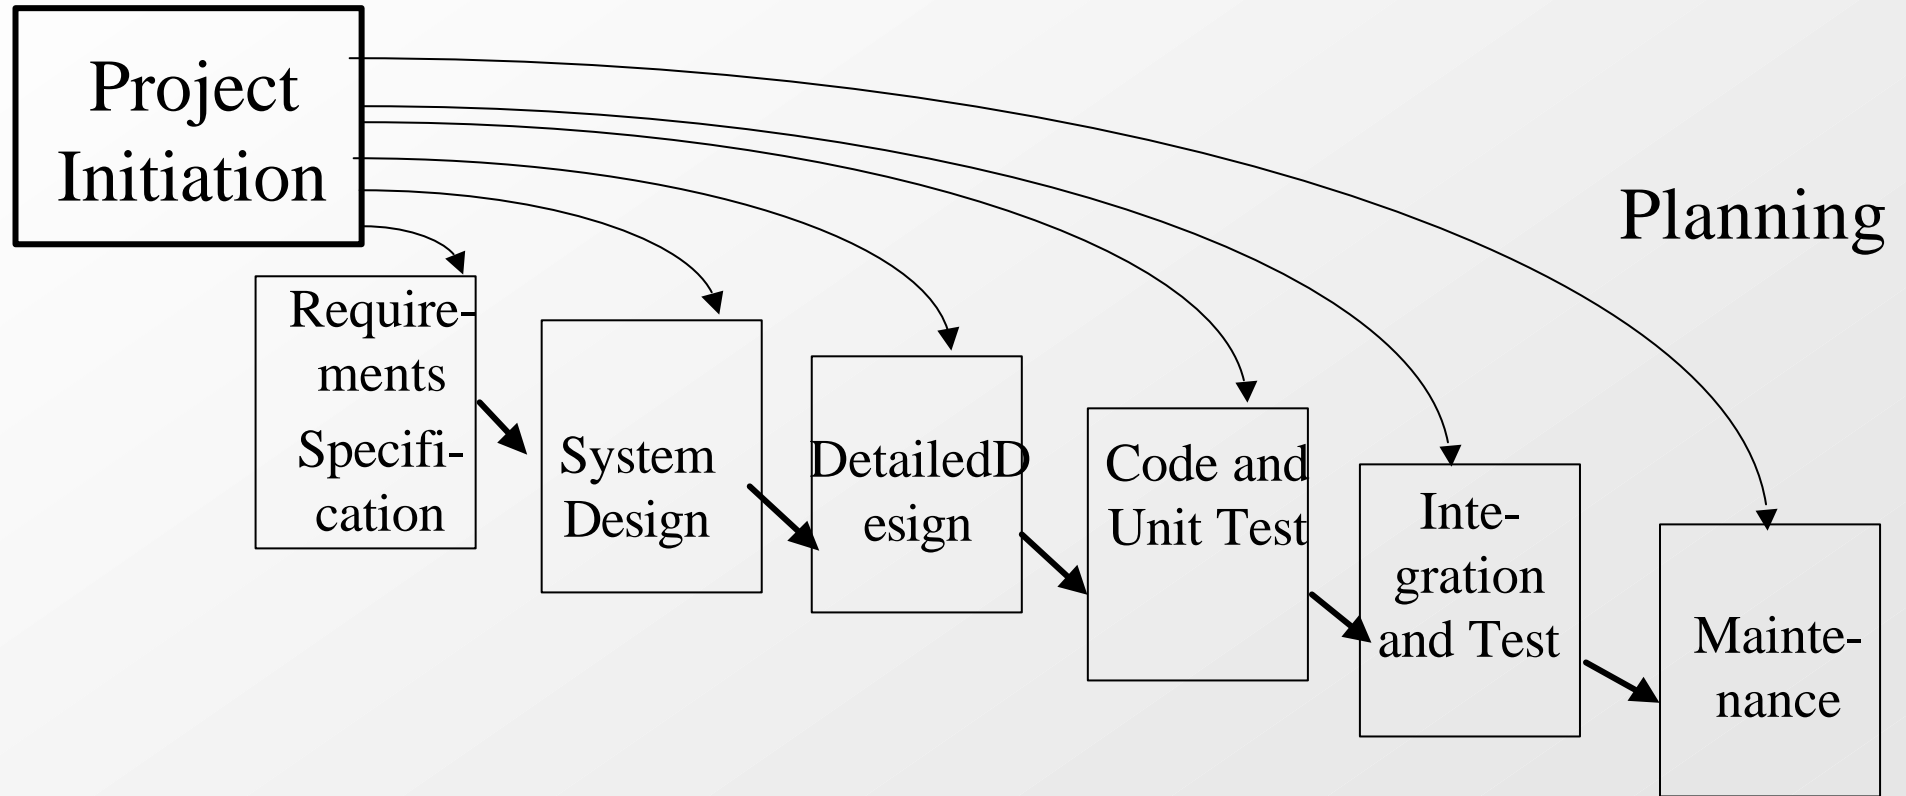 Project
Initiation
Planning
Require-
ments
Specifi-
cation
System
Design
DetailedD
esign
Code and
Unit Test
Inte-
gration
and Test
Mainte-
nance